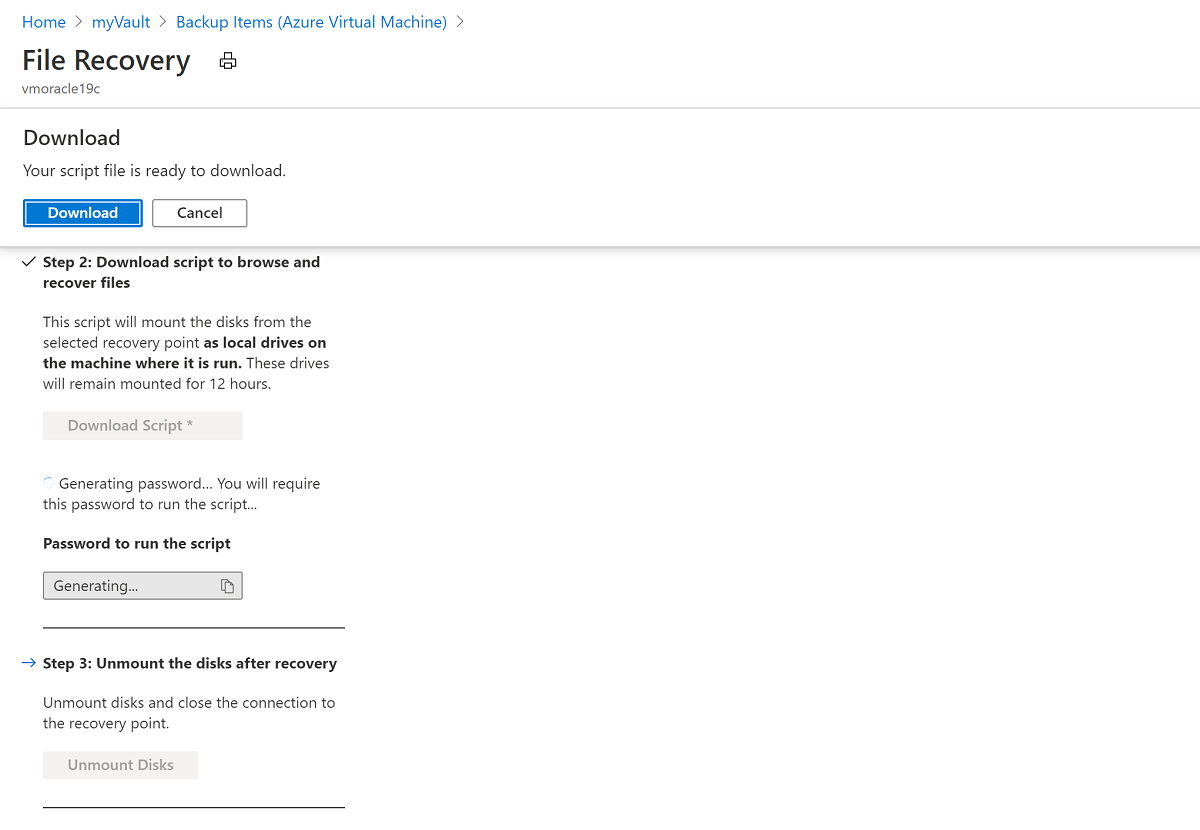 Home > myVault > Backup Items (Azure Virtual Machine) >
File Recovery
vmoracle19c
Download
Your script file is ready to download.
Download Cancel
Step 2: Download script to browse and
recover files
This script will mount the disks from the
selected recovery point as local drives on
the machine where it is run. These drives
will remain mounted for 12 hours.
Download Script *
Generating password... You will require
this password to run the script...
Password to run the script
Generating...
Step 3: Unmount the disks after recovery
Unmount disks and close the connection to
the recovery point.
Unmount Disks